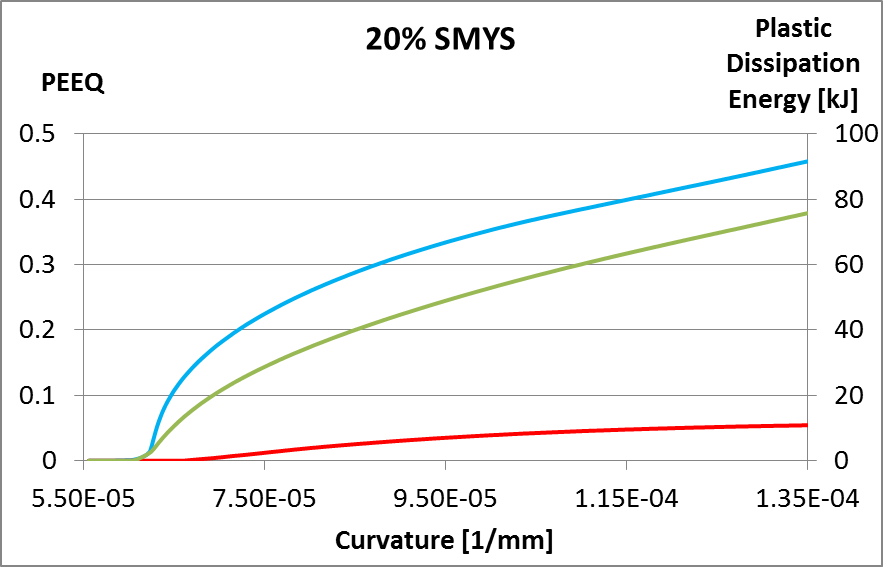 20% SMYS
PEEQ
Plastic
Dissipation
Energy [kJ]
0.5
0.4
0.3
0.2
0.1
0
100
80
60
40
20
0
5.50E-05 7.50E-05 9.50E-05 1.15E-04 1.35E-04
Curvature [1/mm]